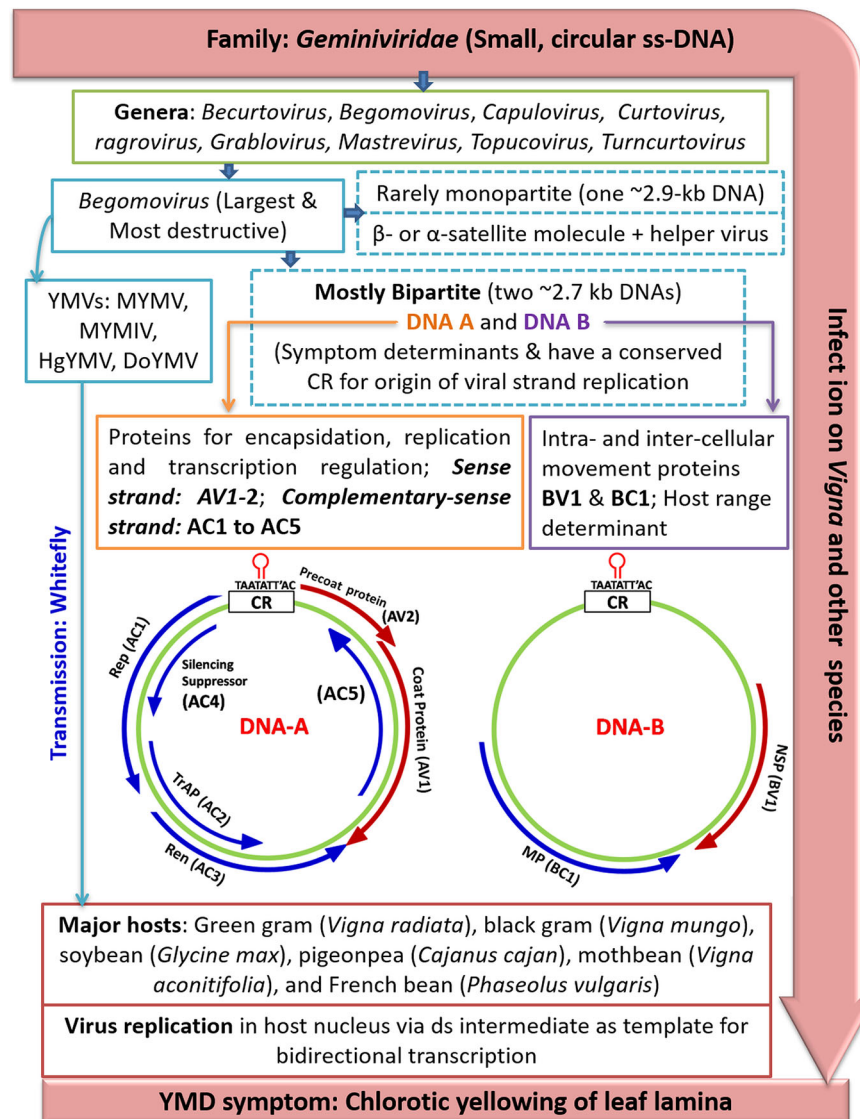 Family: Geminiviridae (Small, circular ss-DNA)
Genera: Becurtovirus, Begomovirus, Capulovirus, Curtovirus,
ragrovirus, Grablovirus, Mastrevirus, Topucovirus, Turncurtovirus
Begomovirus (Largest &
Most destructive)
Rarely monopartite (one ~2.9-kb DNA)
β- or α-satellite molecule + helper virus
YMVs: MYMV,
MYMIV,
HgYMV, DoYMV
Mostly Bipartite (two ~2.7 kb DNAs)
DNA A and DNA B
(Symptom determinants & have a conserved
CR for origin of viral strand replication
Proteins for encapsidation, replication
and transcription regulation; Sense
strand: AV1-2; Complementary-sense
strand: AC1 to AC5
Intra- and inter-cellular
movement proteins
BV1 & BC1; Host range
determinant
Transmission: Whitefly
Infect ion on Vigna and other species
TAATATT'AC
CR
Precoat protein
(AV2)
Rep (AC1)
Silencing
Suppressor
(AC4)
(AC5)
Coat Protein (AV1)
DNA-A
TrAP (AC2)
Ren (AC3)
TAATATT'AC
CR
DNA-B
NSP (BV1)
MP (BC1)
Major hosts: Green gram (Vigna radiata), black gram (Vigna mungo),
soybean (Glycine max), pigeonpea (Cajanus cajan), mothbean (Vigna
aconitifolia), and French bean (Phaseolus vulgaris)
Virus replication in host nucleus via ds intermediate as template for
bidirectional transcription
YMD symptom: Chlorotic yellowing of leaf lamina